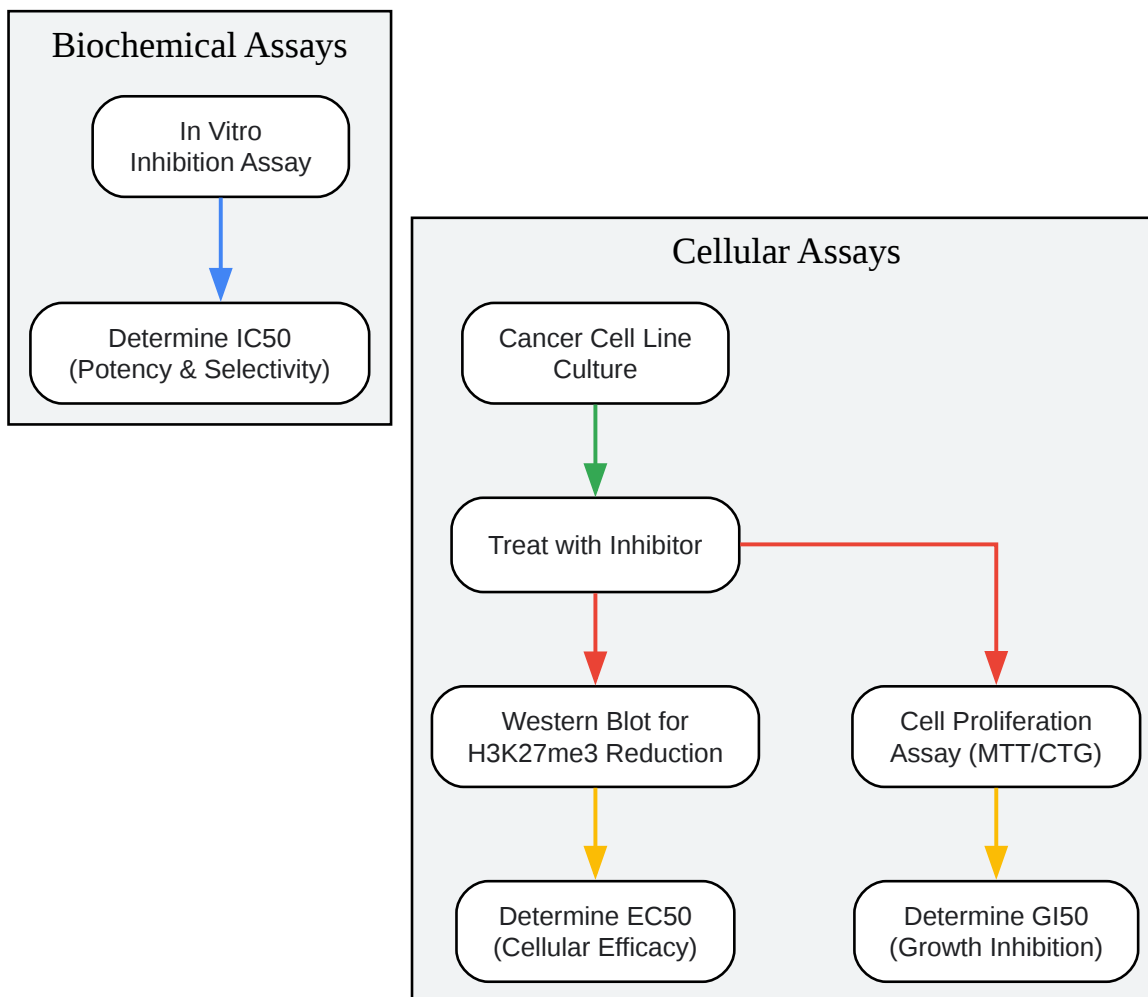 Biochemical Assays
In Vitro
Inhibition Assay
Determine IC50
(Potency & Selectivity)
Cellular Assays
Cancer Cell Line
Culture
Treat with Inhibitor
Western Blot for
H3K27me3 Reduction
Cell Proliferation
Assay (MTT/CTG)
Determine EC50
(Cellular Efficacy)
Determine GI50
(Growth Inhibition)